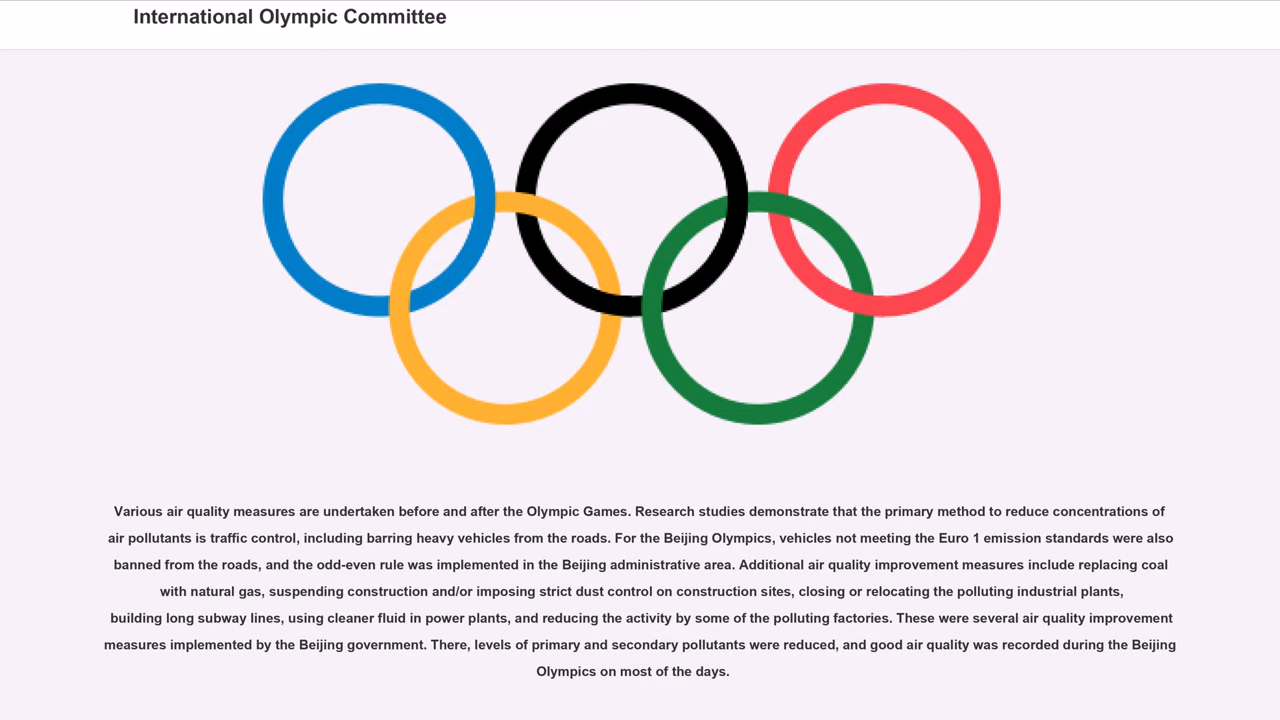 International Olympic Committee
Various air quality measures are undertaken before and after the Olympic Games. Research studies demonstrate that the primary method to reduce concentrations of
air pollutants is traffic control, including barring heavy vehicles from the roads. For the Beijing Olympics, vehicles not meeting the Euro 1 emission standards were also
banned from the roads, and the odd-even rule was implemented in the Beijing administrative area. Additional air quality improvement measures include replacing coal
with natural gas, suspending construction and/or imposing strict dust control on construction sites, closing or relocating the polluting industrial plants,
building long subway lines, using cleaner fluid in power plants, and reducing the activity by some of the polluting factories. These were several air quality improvement
measures implemented by the Beijing government. There, levels of primary and secondary pollutants were reduced, and good air quality was recorded during the Beijing
Olympics on most of the days.